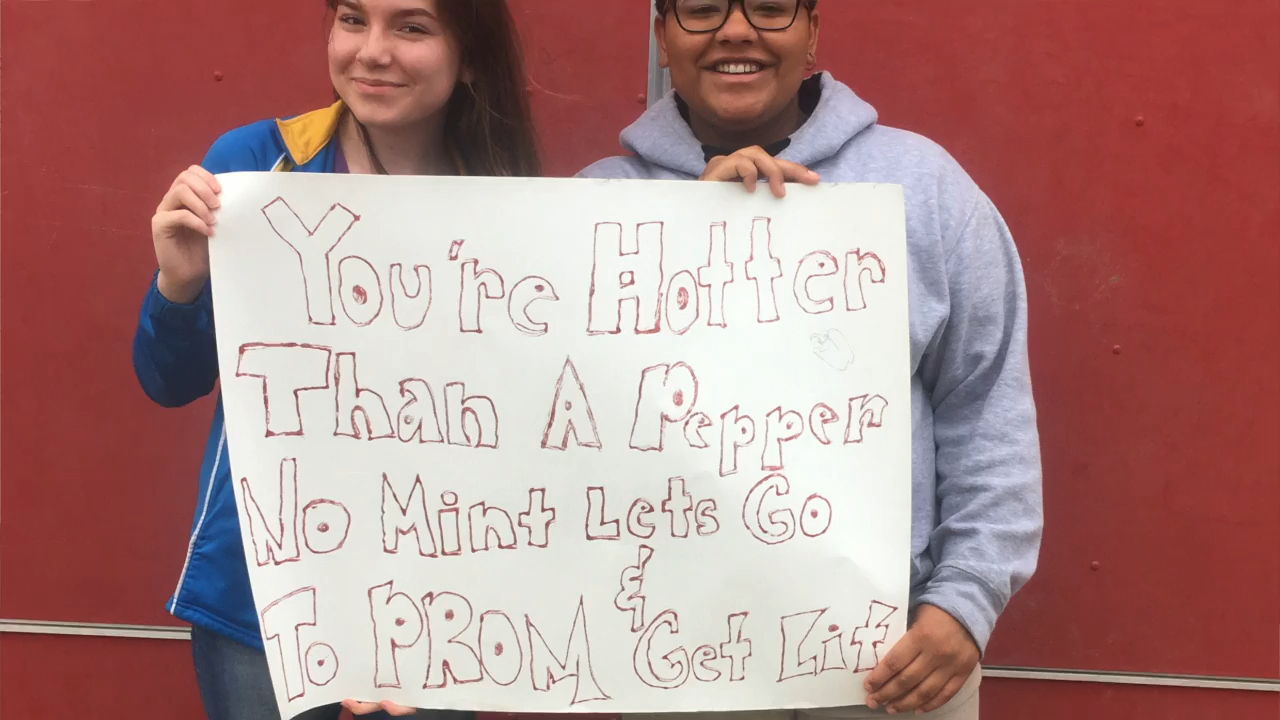 You're Hotter
Than A Pepper
No Mint Lets Go
To PROM & Get Lit